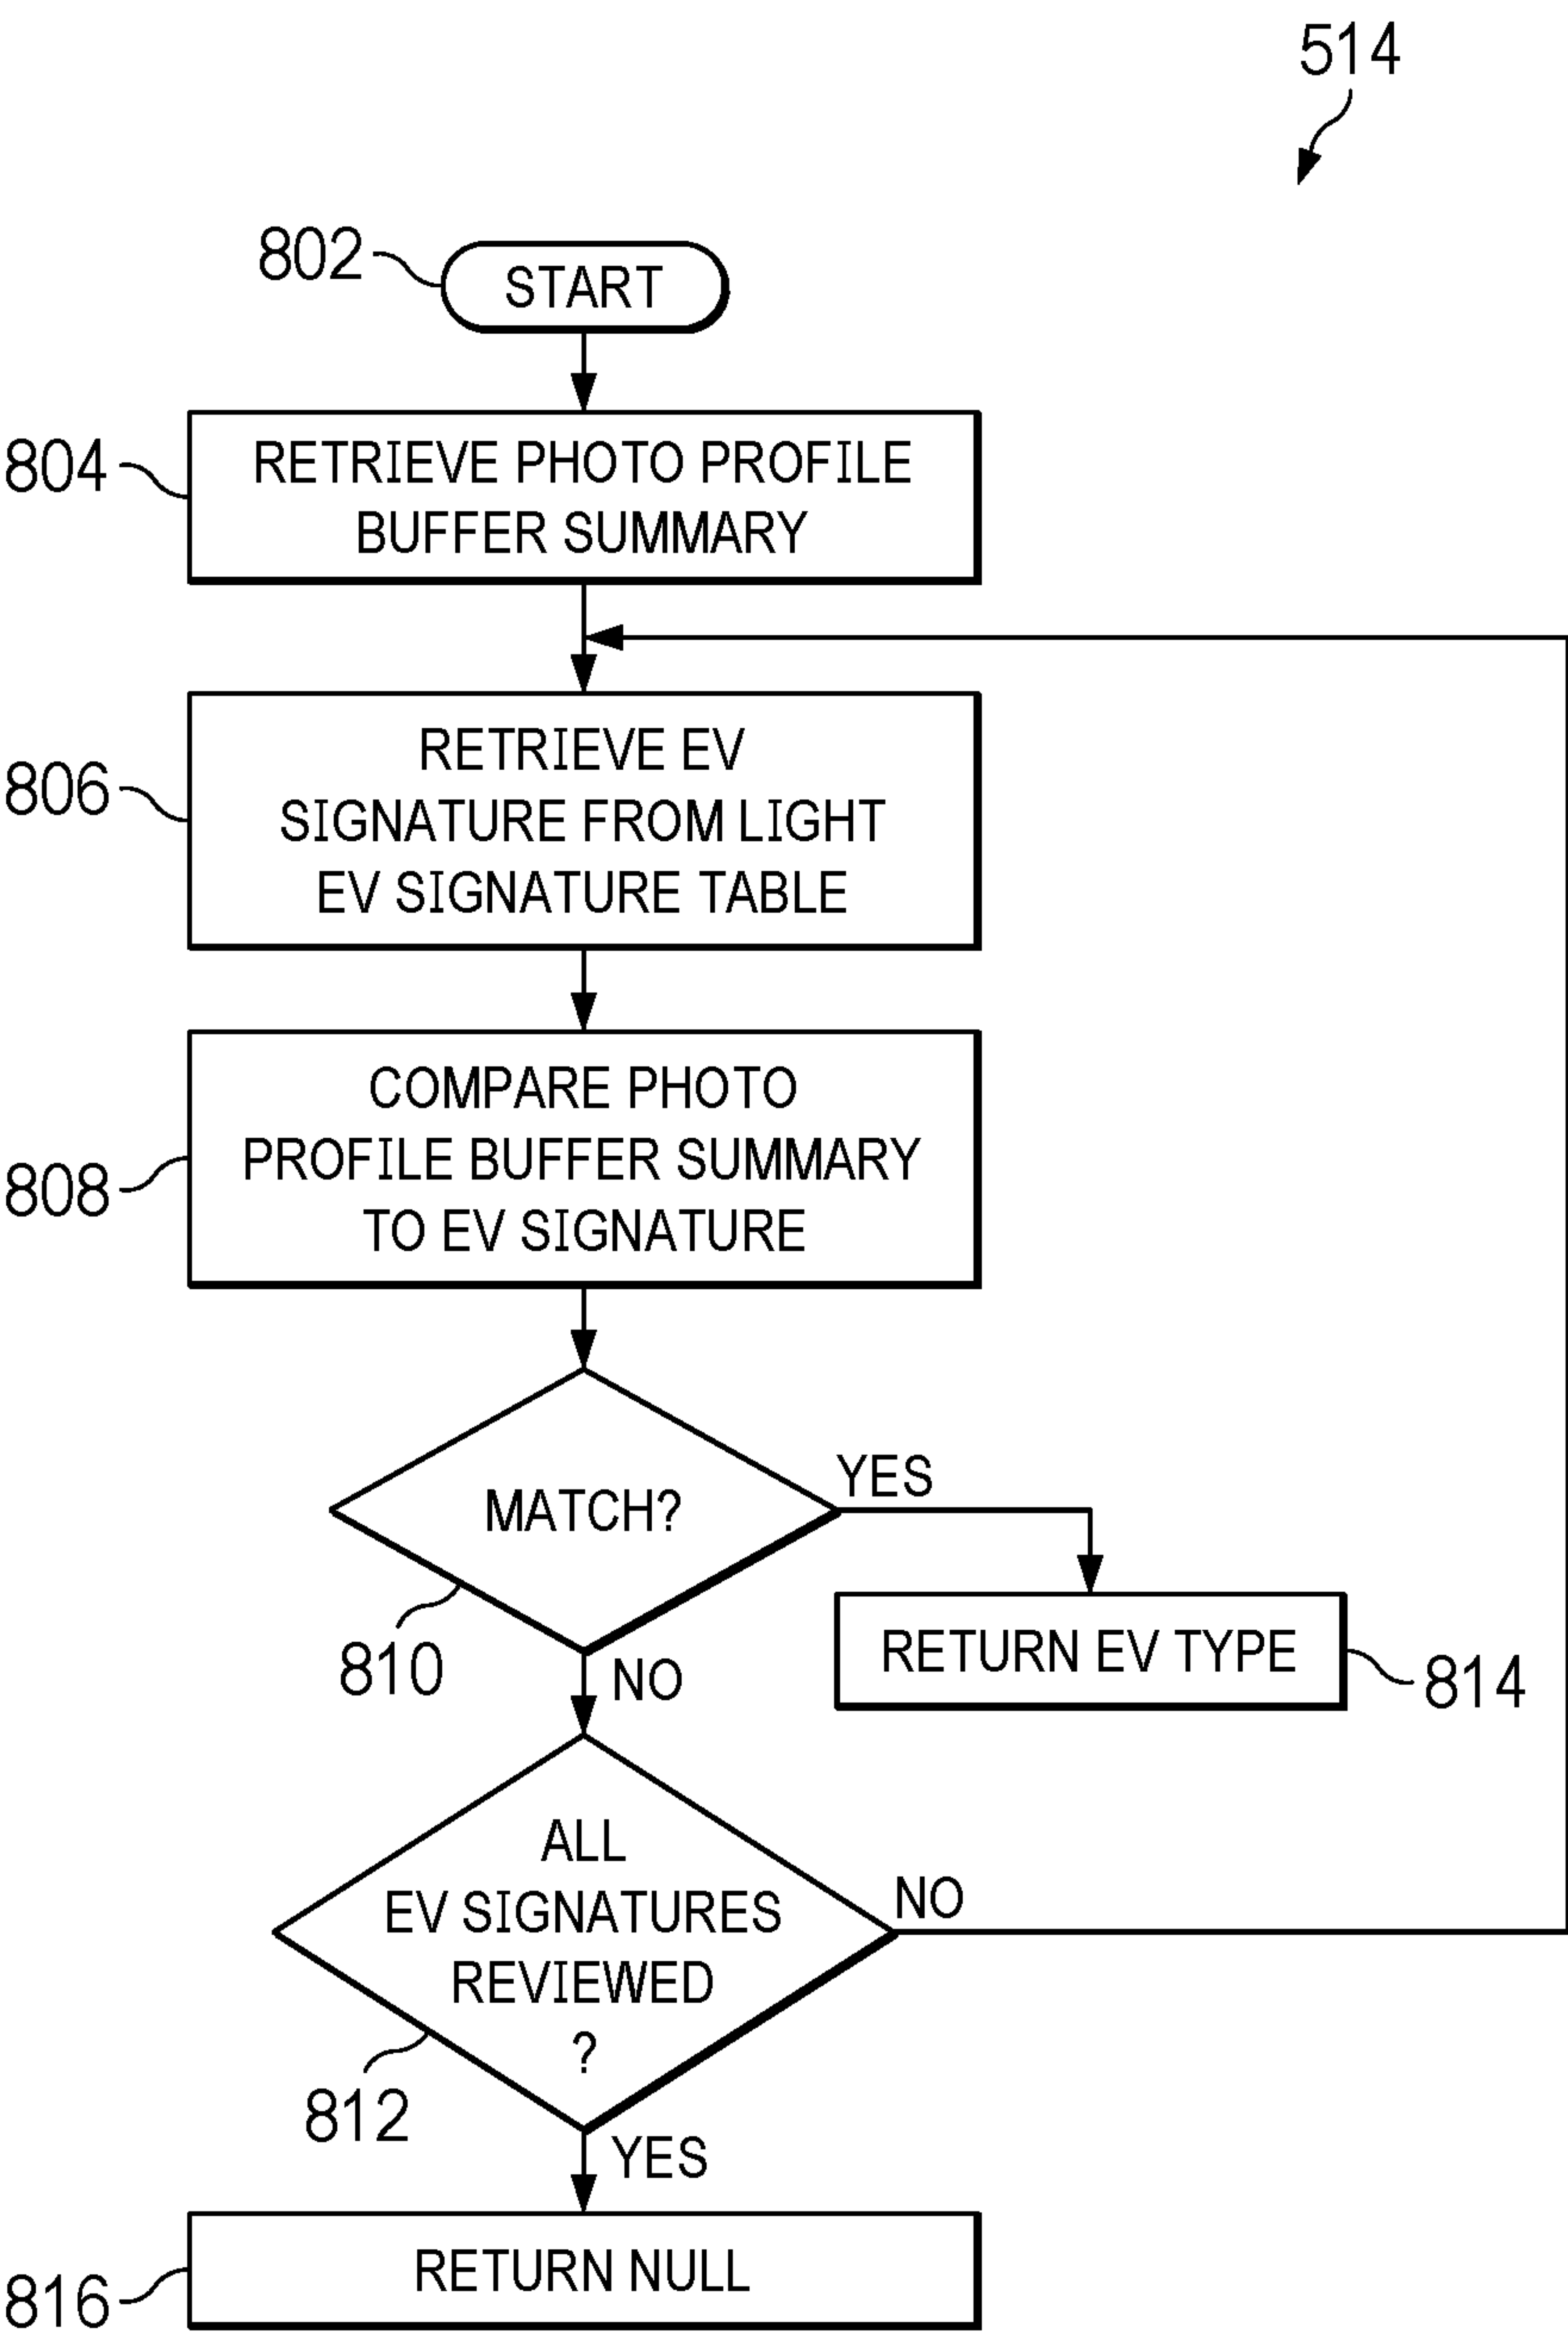 514
802
START
804
RETRIEVE PHOTO PROFILE
BUFFER SUMMARY
806
RETRIEVE EV
SIGNATURE FROM LIGHT
EV SIGNATURE TABLE
808
COMPARE PHOTO
PROFILE BUFFER SUMMARY
TO EV SIGNATURE
MATCH?
YES
810
NO
RETURN EV TYPE
814
ALL
EV SIGNATURES
REVIEWED
?
NO
812
YES
RETURN NULL
816